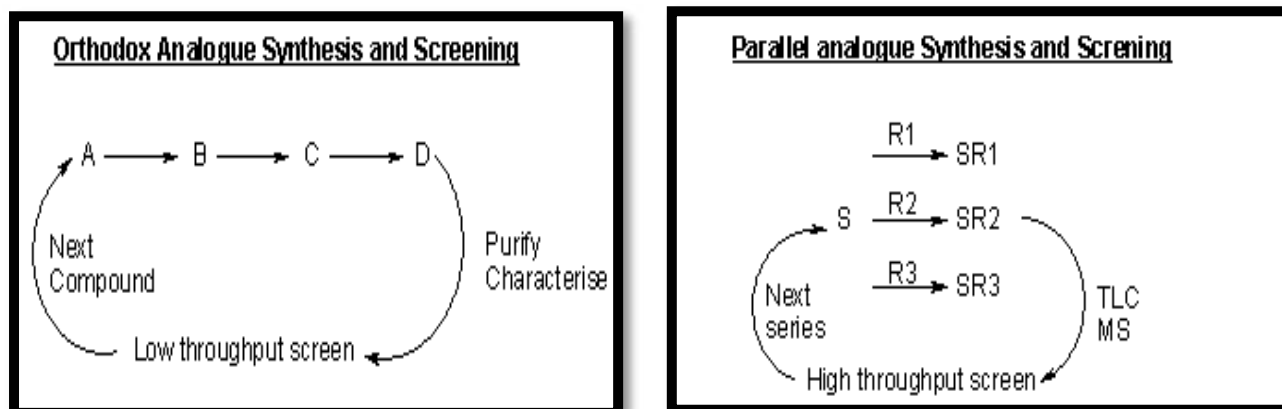 Orthodox Analogue Synthesis and Screening
A B C D
Next
Compound
Purify
Characterise
Low throughput screen
Parallel analogue Synthesis and Screning
R1
SR1
S
R2
SR2
R3
SR3
Next
series
TLC
MS
High throughput screen